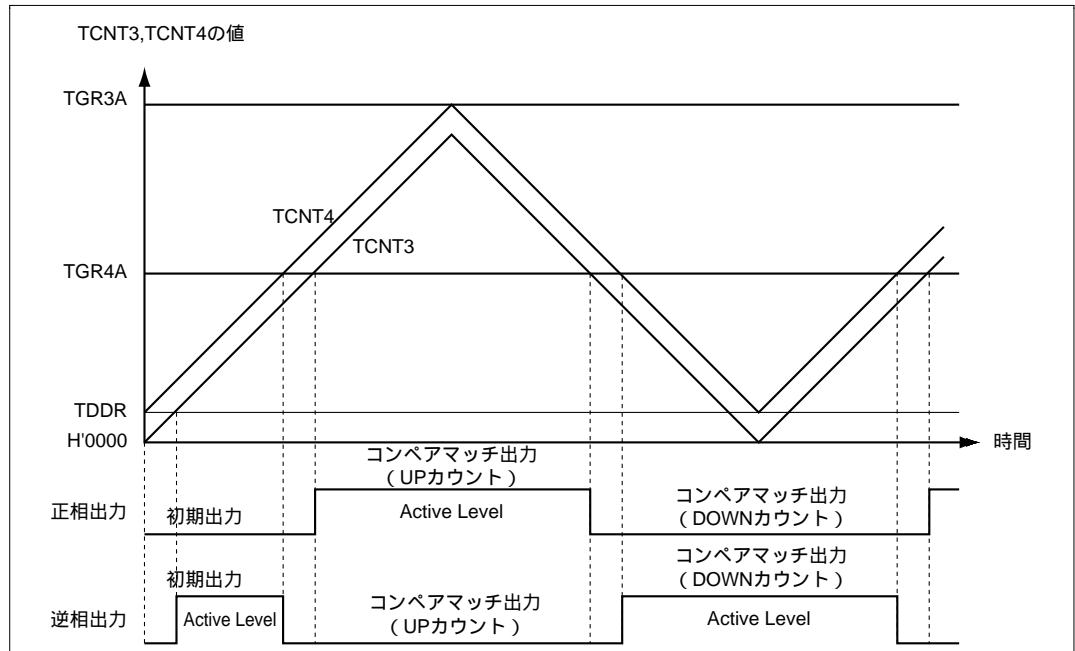 TCNT3,TCNT4の値
TGR3A
TCNT4
TCNT3
TGR4A
TDDR
H'0000
時間
コンペアマッチ出力
（UPカウント）
正相出力
初期出力
Active Level
コンペアマッチ出力
（DOWNカウント）
初期出力
コンペアマッチ出力
（DOWNカウント）
逆相出力
Active Level
コンペアマッチ出力
（UPカウント）
Active Level